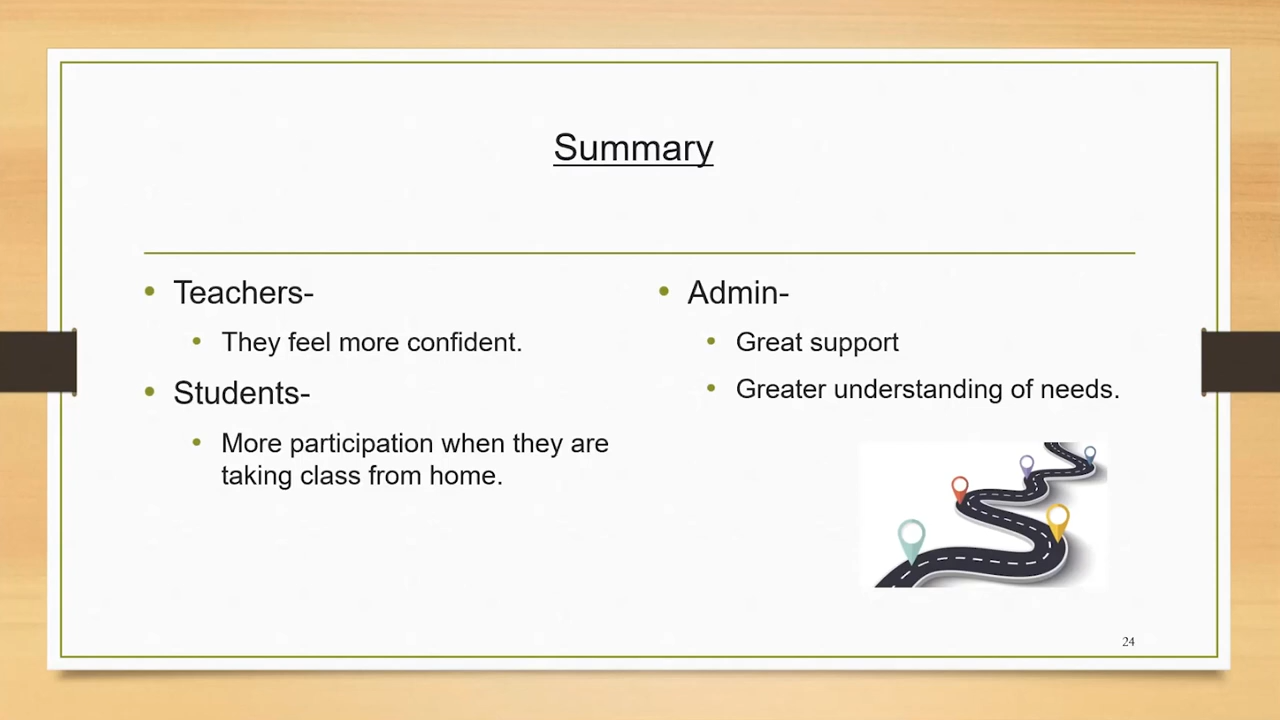 Summary
Teachers-
They feel more confident.
Students-
More participation when they are
taking class from home.
Admin-
Great support
Greater understanding of needs.
24